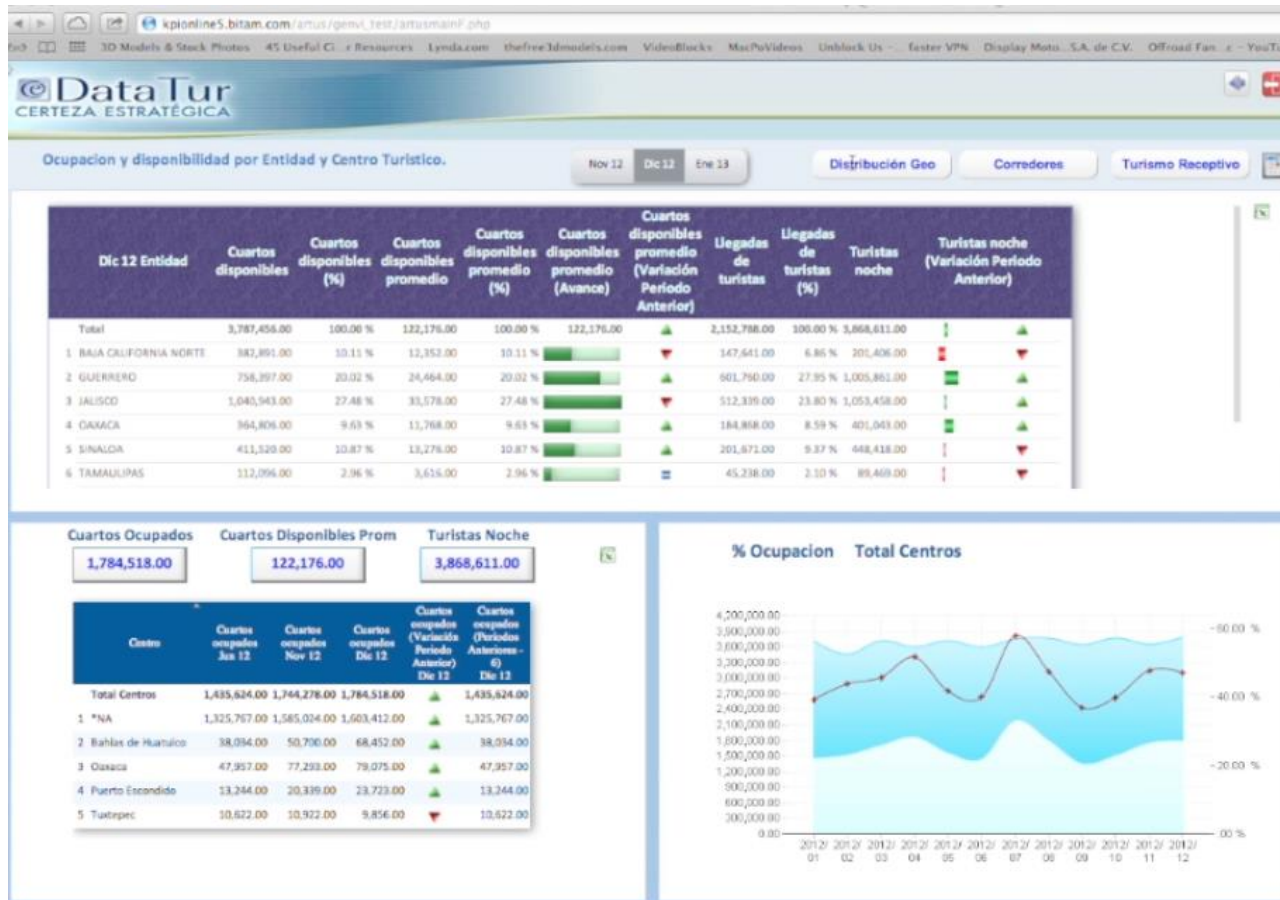 kpionline5.bitam.com/artus/genvi_test/artusmainF.php
3D Models & Stock Photos 45 Useful Ci...r Resources Lynda.com thefree3dmodels.com VideoBlocks MacPoVideos Unblock Us - ... faster VPN Display Moto...S.A. de C.V. Offroad Fan...c - YouTu
DataTur
CERTEZA ESTRATÉGICA
Ocupacion y disponibilidad por Entidad y Centro Turistico.
Nov 12 Dic 12 Ene 13
Distribución Geo Corredores Turismo Receptivo
Dic 12 Entidad Cuartos disponibles Cuartos disponibles (%) Cuartos disponibles promedio Cuartos disponibles promedio (%) Cuartos disponibles promedio (Avance) Cuartos disponibles promedio (Variación Periodo Anterior) Llegadas de turistas Llegadas de turistas (%) Turistas noche Turistas noche (Variación Periodo Anterior)
Total 3,787,456.00 100.00 % 122,176.00 100.00 % 122,176.00 2,152,788.00 100.00 % 3,868,611.00
1 BAJA CALIFORNIA NORTE 382,891.00 10.11 % 12,352.00 10.11 % 147,641.00 6.86 % 201,406.00
2 GUERRERO 758,397.00 20.02 % 24,464.00 20.02 % 601,760.00 27.95 % 1,005,861.00
3 JALISCO 1,040,943.00 27.48 % 33,578.00 27.48 % 512,339.00 23.80 % 1,053,458.00
4 OAXACA 364,806.00 9.63 % 11,768.00 9.63 % 184,868.00 8.59 % 401,043.00
5 SINALOA 411,520.00 10.87 % 13,276.00 10.87 % 201,671.00 9.37 % 448,418.00
6 TAMAULIPAS 112,096.00 2.96 % 3,616.00 2.96 % 45,238.00 2.10 % 89,469.00
Cuartos Ocupados Cuartos Disponibles Prom Turistas Noche
1,784,518.00 122,176.00 3,868,611.00
Centro Cuartos ocupados Jun 12 Cuartos ocupados Nov 12 Cuartos ocupados Dic 12 Cuartos ocupados (Variación Periodo Anterior) Dic 12 Cuartos ocupados (Periodos Anteriores - 6) Dic 12
Total Centros 1,435,624.00 1,744,278.00 1,784,518.00 1,435,624.00
1 *NA 1,325,767.00 1,585,024.00 1,603,412.00 1,325,767.00
2 Bahías de Huatulco 38,034.00 50,700.00 68,452.00 38,034.00
3 Oaxaca 47,957.00 77,293.00 79,075.00 47,957.00
4 Puerto Escondido 13,244.00 20,339.00 23,723.00 13,244.00
5 Tuxtepec 10,622.00 10,922.00 9,856.00 10,622.00
% Ocupacion Total Centros
4,200,000.00
3,900,000.00
3,600,000.00
3,300,000.00
3,000,000.00
2,700,000.00
2,400,000.00
2,100,000.00
1,800,000.00
1,500,000.00
1,200,000.00
900,000.00
600,000.00
300,000.00
0.00
60.00 %
40.00 %
20.00 %
.00 %
2012/01 2012/02 2012/03 2012/04 2012/05 2012/06 2012/07 2012/08 2012/09 2012/10 2012/11 2012/12